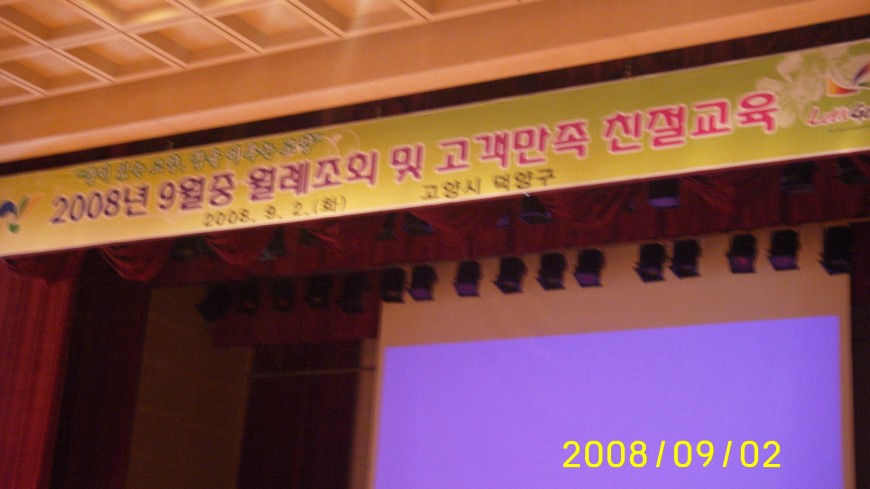 2008년 9월중 월례조회 및 고객만족 친절교육
2008. 9. 2.(화) 고양시 덕양구
2008/09/02